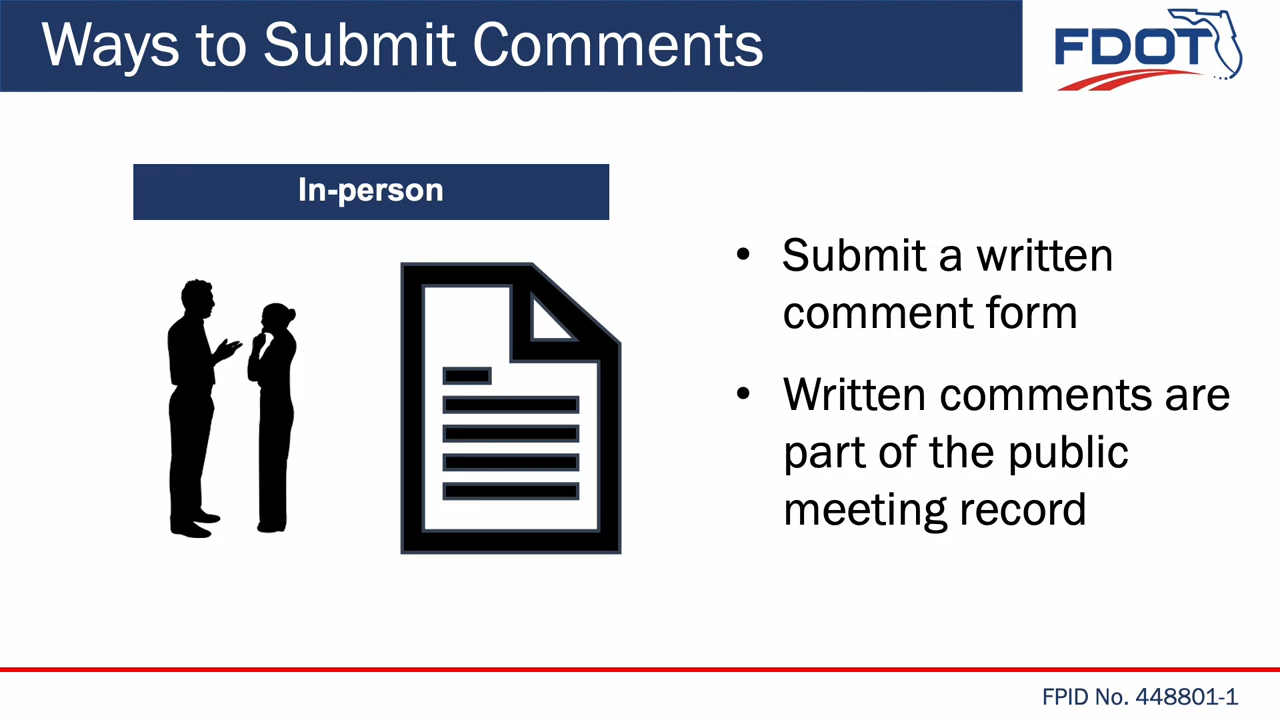 Ways to Submit Comments
FDOT
In-person
• Submit a written
comment form
• Written comments are
part of the public
meeting record
FPID No. 448801-1